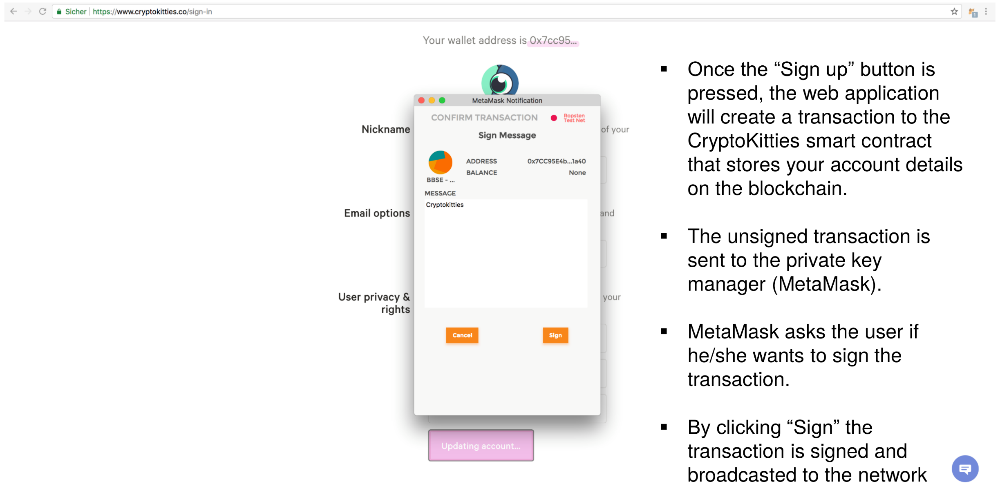 Sicher https://www.cryptokitties.co/sign-in
1
Your wallet address is 0x7cc95...
MetaMask Notification
CONFIRM TRANSACTION
Ropsten
Test Net
Sign Message
ADDRESS 0x7CC95E4b...1a40
BALANCE None
BBSE - ...
MESSAGE
Cryptokitties
Cancel Sign
Nickname
of your
Email options
and
User privacy &
rights
your
Updating account...
▪ Once the “Sign up” button is
pressed, the web application
will create a transaction to the
CryptoKitties smart contract
that stores your account details
on the blockchain.
▪ The unsigned transaction is
sent to the private key
manager (MetaMask).
▪ MetaMask asks the user if
he/she wants to sign the
transaction.
▪ By clicking “Sign” the
transaction is signed and
broadcasted to the network